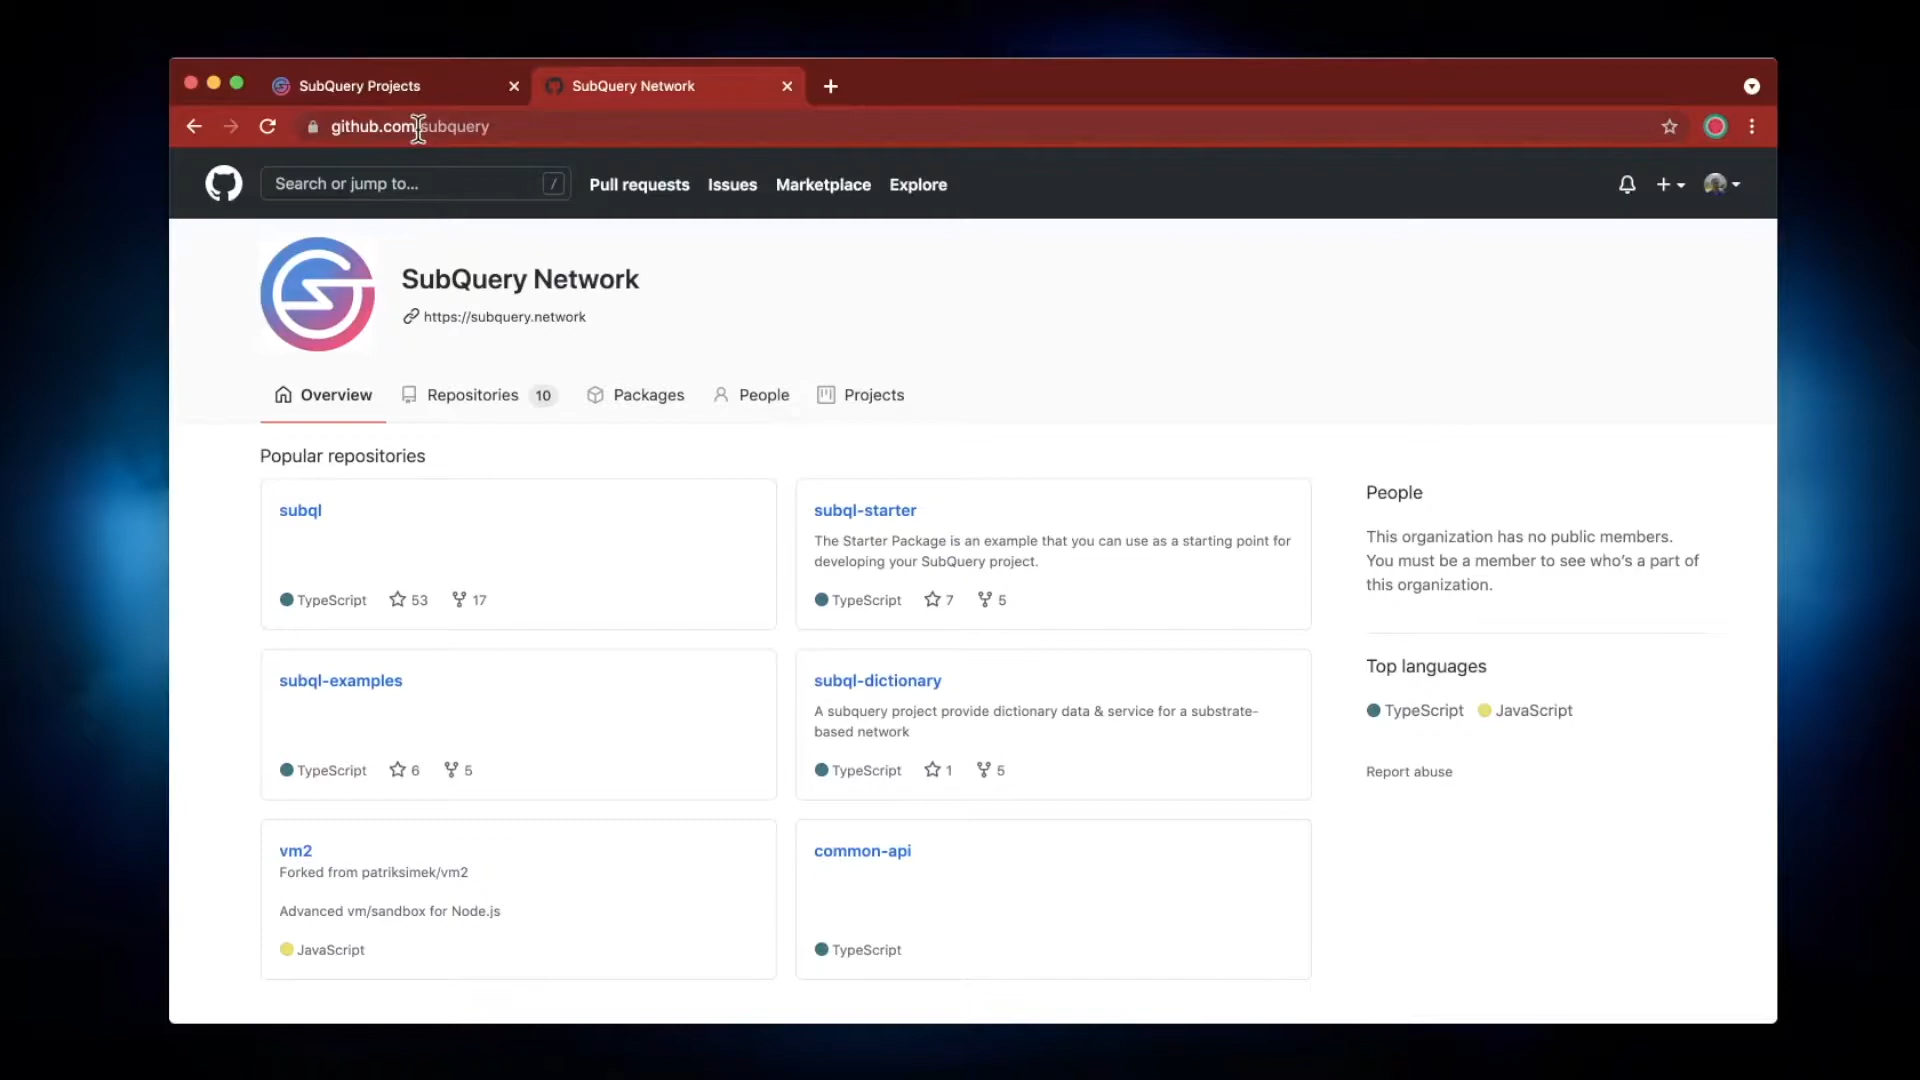 SubQuery Projects
SubQuery Network
github.com/subquery
Search or jump to... /
Pull requests Issues Marketplace Explore
SubQuery Network
https://subquery.network
Overview Repositories 10 Packages People Projects
Popular repositories
subql
TypeScript 53 17
subql-starter
The Starter Package is an example that you can use as a starting point for
developing your SubQuery project.
TypeScript 7 5
subql-examples
TypeScript 6 5
subql-dictionary
A subquery project provide dictionary data & service for a substrate-
based network
TypeScript 1 5
vm2
Forked from patriksimek/vm2
Advanced vm/sandbox for Node.js
JavaScript
common-api
TypeScript
People
This organization has no public members.
You must be a member to see who's a part of
this organization.
Top languages
TypeScript JavaScript
Report abuse